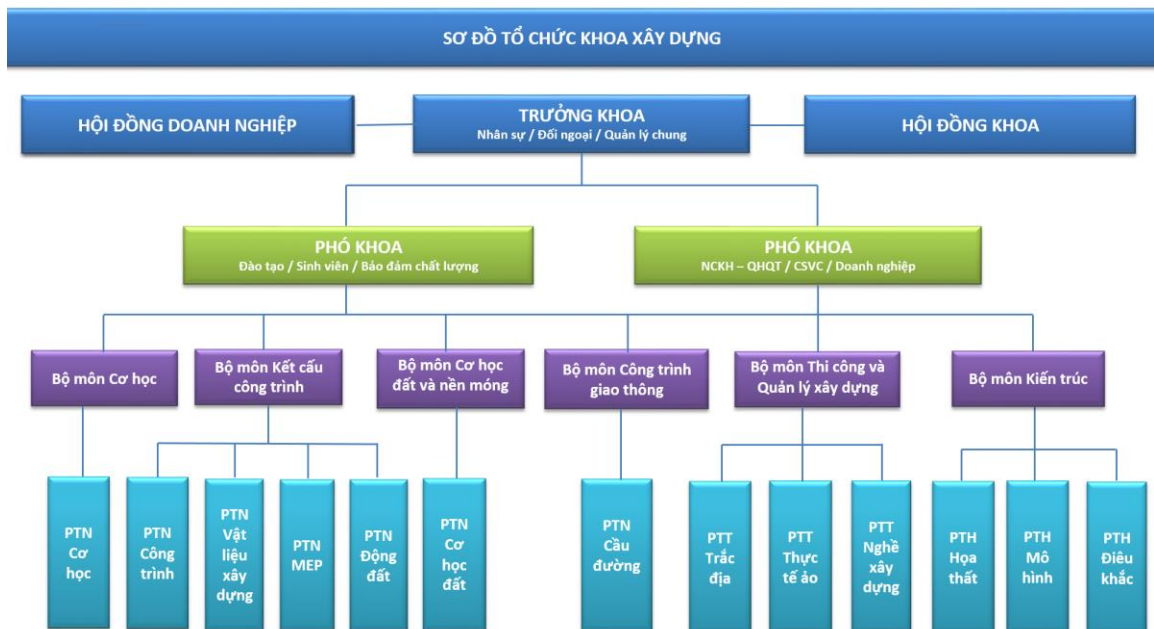 SƠ ĐỒ TỔ CHỨC KHOA XÂY DỰNG
HỘI ĐỒNG DOANH NGHIỆP
TRƯỞNG KHOA
Nhân sự / Đối ngoại / Quản lý chung
HỘI ĐỒNG KHOA
PHÓ KHOA
Đào tạo / Sinh viên / Bảo đảm chất lượng
PHÓ KHOA
NCKH – QHQT / CSVC / Doanh nghiệp
Bộ môn Cơ học
Bộ môn Kết cấu
công trình
Bộ môn Cơ học
đất và nền móng
Bộ môn Công trình
giao thông
Bộ môn Thi công và
Quản lý xây dựng
Bộ môn Kiến trúc
PTN
Cơ
học
PTN
Công
trình
PTN
Vật
liệu xây
dựng
PTN
MEP
PTN
Động
đất
PTN
Cơ
học đất
PTN
Cầu
đường
PTT
Trắc
địa
PTT
Thực
tế ảo
PTT
Nghề
xây
dựng
PTH
Họa
thất
PTH
Mô
hình
PTH
Điêu
khắc